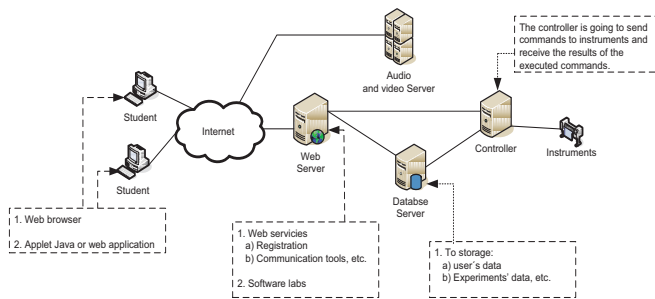 The controller is going to send
commands to instruments and
receive the results of the
executed commands.
Audio
and video Server
Student
Internet
Web
Server
Controller
Instruments
Student
Databse
Server
1. Web browser
2. Applet Java or web application
1. Web servicies
a) Registration
b) Communication tools, etc.
2. Software labs
1. To storage:
a) user´s data
b) Experiments' data, etc.